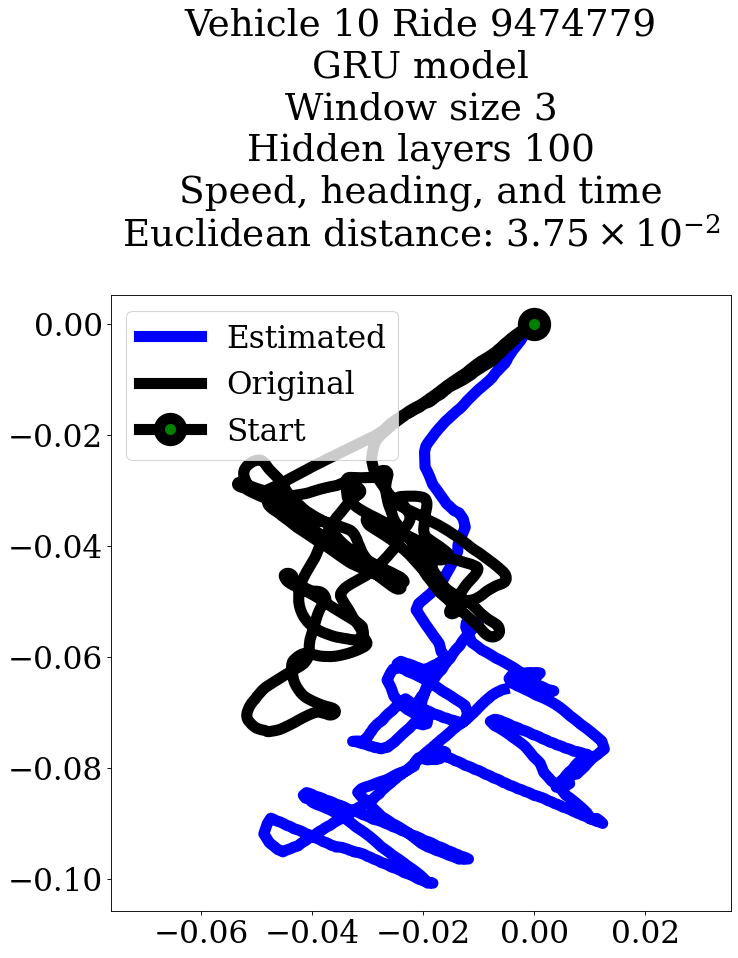 Vehicle 10 Ride 9474779
GRU model
Window size 3
Hidden layers 100
Speed, heading, and time
Euclidean distance: 3.75 × 10⁻²
Estimated
Original
Start
0.00
−0.02
−0.04
−0.06
−0.08
−0.10
−0.06 −0.04 −0.02 0.00 0.02